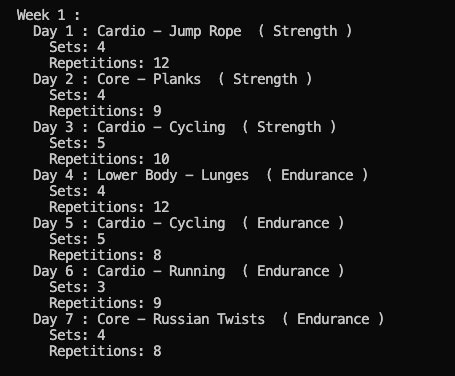 Week 1 :
Day 1 : Cardio – Jump Rope ( Strength )
Sets: 4
Repetitions: 12
Day 2 : Core – Planks ( Strength )
Sets: 4
Repetitions: 9
Day 3 : Cardio – Cycling ( Strength )
Sets: 5
Repetitions: 10
Day 4 : Lower Body – Lunges ( Endurance )
Sets: 4
Repetitions: 12
Day 5 : Cardio – Cycling ( Endurance )
Sets: 5
Repetitions: 8
Day 6 : Cardio – Running ( Endurance )
Sets: 3
Repetitions: 9
Day 7 : Core – Russian Twists ( Endurance )
Sets: 4
Repetitions: 8